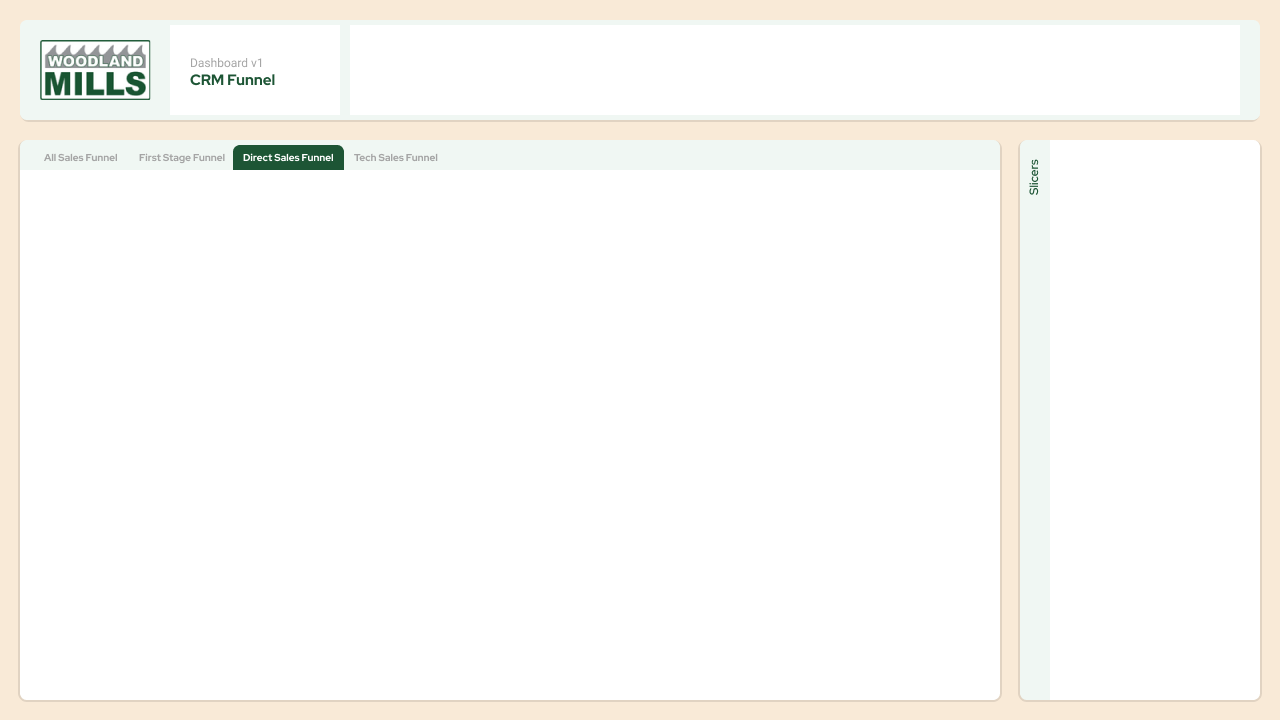 WOODLAND
MILLS
Dashboard v1
CRM Funnel
All Sales Funnel
First Stage Funnel
Direct Sales Funnel
Tech Sales Funnel
Slicers